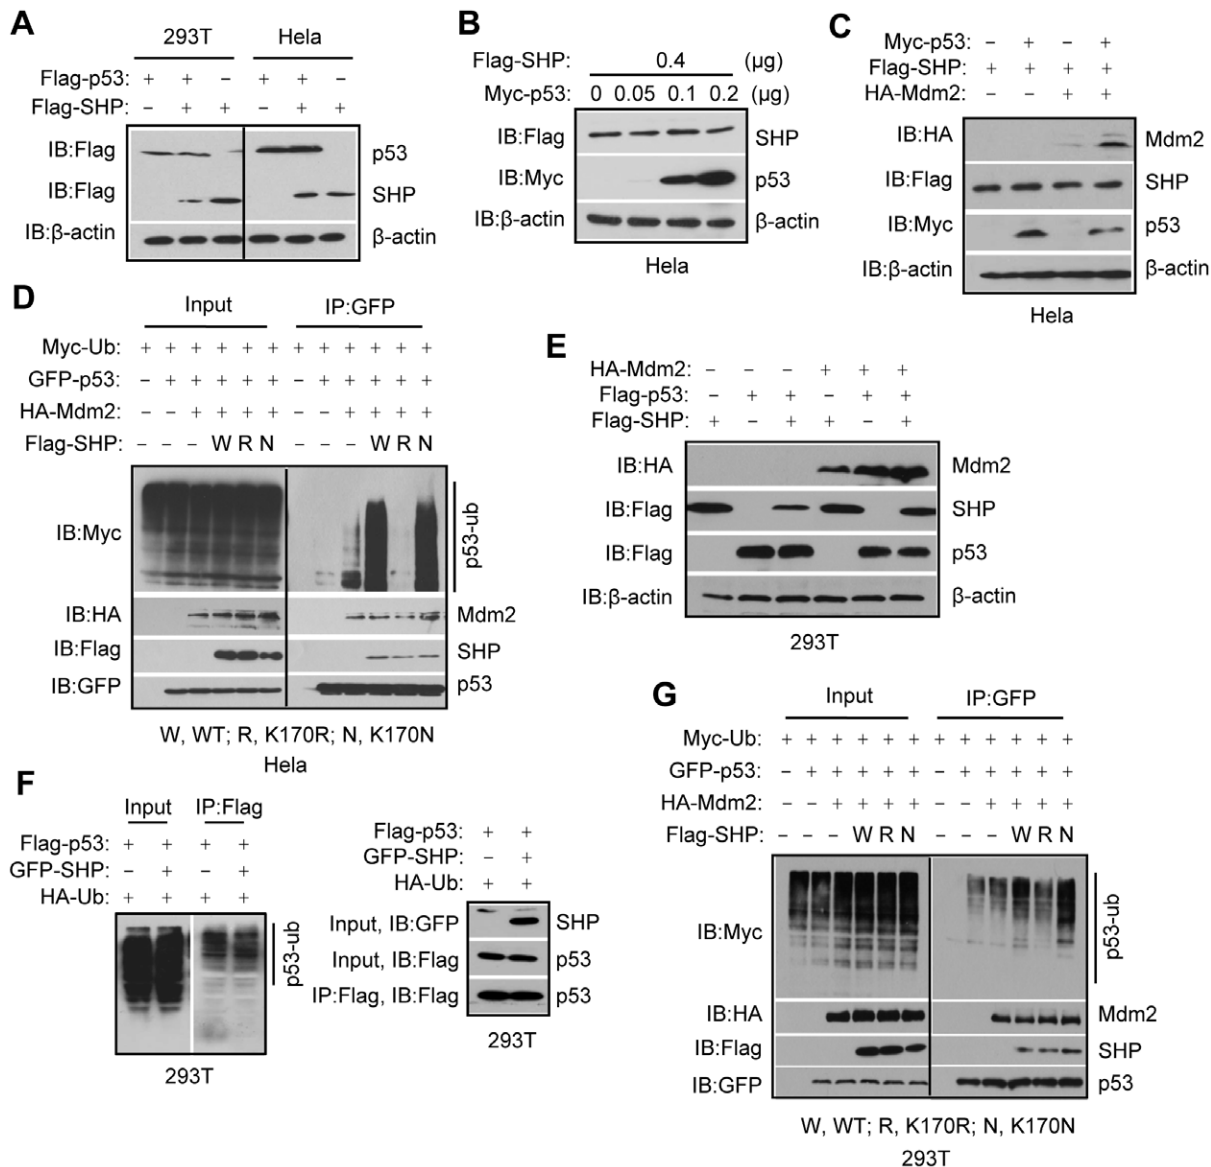 A
293T Hela
Flag-p53: + + – + + –
Flag-SHP: – + + – + +
IB:Flag p53
IB:Flag SHP
IB:β-actin β-actin
B
Flag-SHP: 0.4 (μg)
Myc-p53: 0 0.05 0.1 0.2 (μg)
IB:Flag SHP
IB:Myc p53
IB:β-actin β-actin
Hela
C
Myc-p53: – + – +
Flag-SHP: + + + +
HA-Mdm2: – – + +
IB:HA Mdm2
IB:Flag SHP
IB:Myc p53
IB:β-actin β-actin
Hela
D
Input IP:GFP
Myc-Ub: + + + + + + + + + + + +
GFP-p53: – + + + + + – + + + + +
HA-Mdm2: – – + + + + – – + + + +
Flag-SHP: – – – W R N – – – W R N
IB:Myc p53-ub
IB:HA Mdm2
IB:Flag SHP
IB:GFP p53
W, WT; R, K170R; N, K170N
Hela
E
HA-Mdm2: – – – + + +
Flag-p53: – + + – + +
Flag-SHP: + – + + – +
IB:HA Mdm2
IB:Flag SHP
IB:Flag p53
IB:β-actin β-actin
293T
F
Input IP:Flag
Flag-p53: + + + +
GFP-SHP: – + – +
HA-Ub: + + + +
p53-ub
293T
Flag-p53: + +
GFP-SHP: – +
HA-Ub: + +
Input, IB:GFP SHP
Input, IB:Flag p53
IP:Flag, IB:Flag p53
293T
G
Input IP:GFP
Myc-Ub: + + + + + + + + + + + +
GFP-p53: – + + + + + – + + + + +
HA-Mdm2: – – + + + + – – + + + +
Flag-SHP: – – – W R N – – – W R N
IB:Myc p53-ub
IB:HA Mdm2
IB:Flag SHP
IB:GFP p53
W, WT; R, K170R; N, K170N
293T